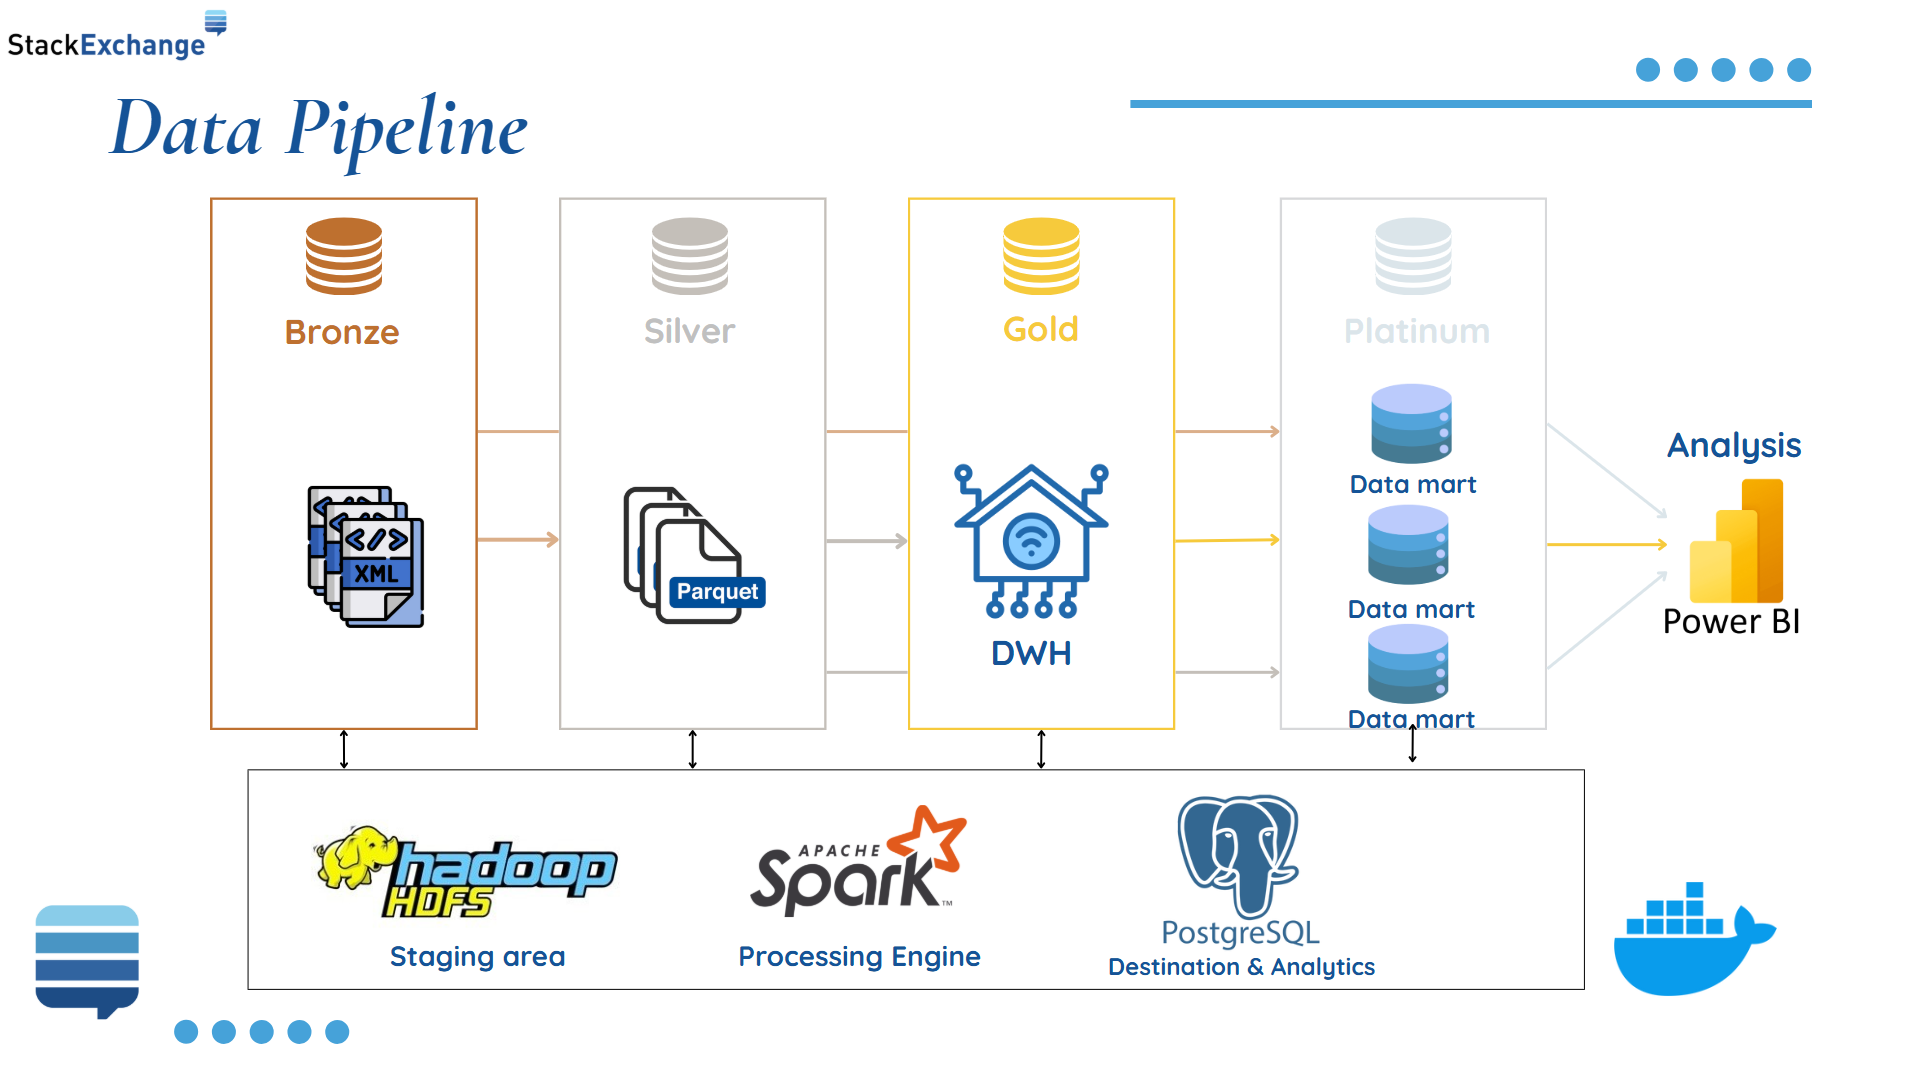 StackExchange
Data Pipeline
Bronze
Silver
Gold
Platinum
</>
XML
Parquet
DWH
Data mart
Data mart
Data mart
Analysis
Power BI
hadoop
HDFS
Staging area
APACHE
Spark™
Processing Engine
PostgreSQL
Destination & Analytics